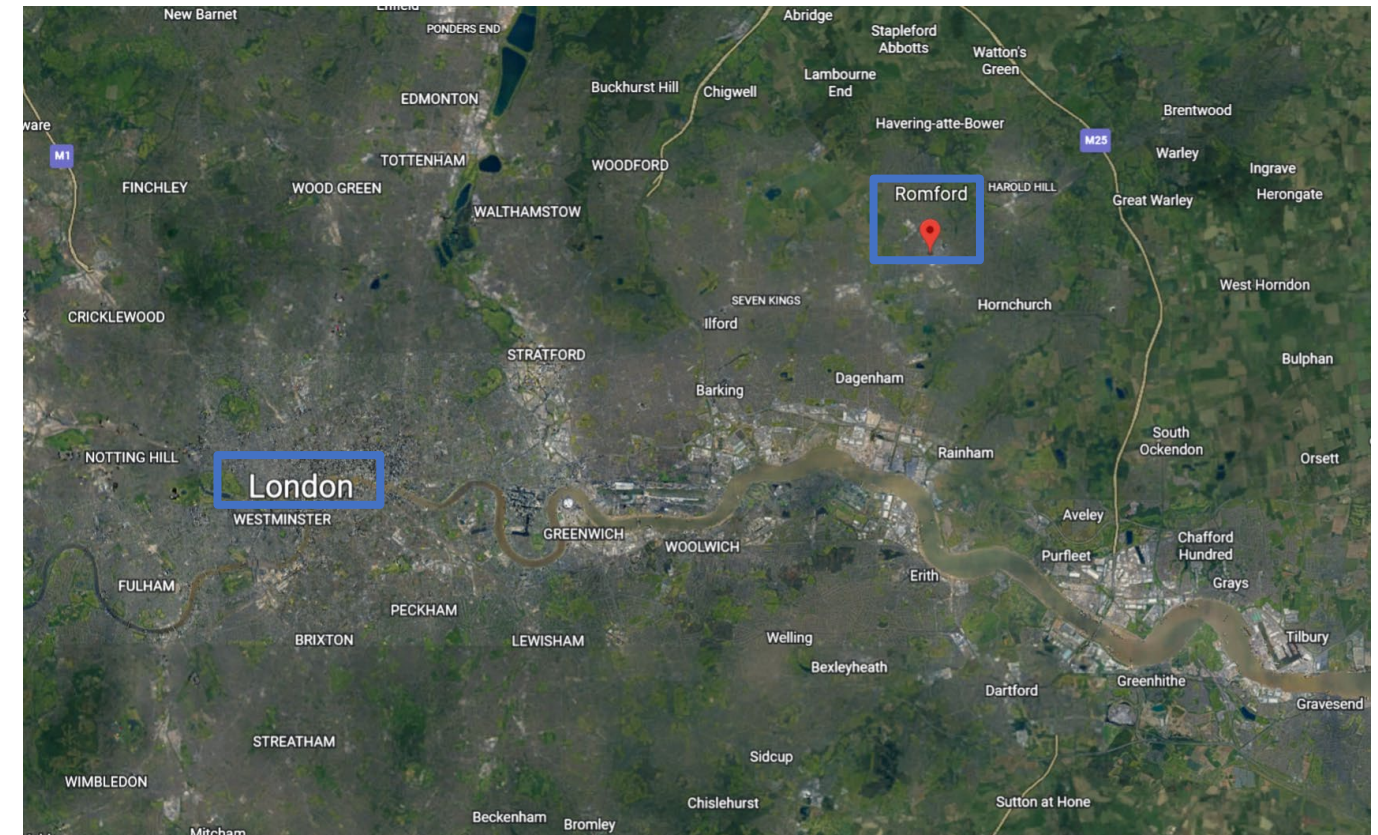 New Barnet
Enfield
PONDERS END
Abridge
Stapleford
Abbotts
Watton's
Green
Buckhurst Hill
Chigwell
Lambourne
End
EDMONTON
Brentwood
ware
Havering-atte-Bower
M25
M1
TOTTENHAM
WOODFORD
Warley
Ingrave
FINCHLEY
WOOD GREEN
Romford
HAROLD HILL
Great Warley
Herongate
WALTHAMSTOW
West Horndon
SEVEN KINGS
Hornchurch
CRICKLEWOOD
Ilford
STRATFORD
Bulphan
Barking
Dagenham
South
Ockendon
NOTTING HILL
Rainham
Orsett
London
WESTMINSTER
Aveley
GREENWICH
WOOLWICH
Chafford
Hundred
Purfleet
FULHAM
Erith
Grays
PECKHAM
BRIXTON
LEWISHAM
Welling
Tilbury
Bexleyheath
Greenhithe
Dartford
Gravesend
STREATHAM
Sidcup
WIMBLEDON
Chislehurst
Sutton at Hone
Beckenham
Bromley
Mitcham